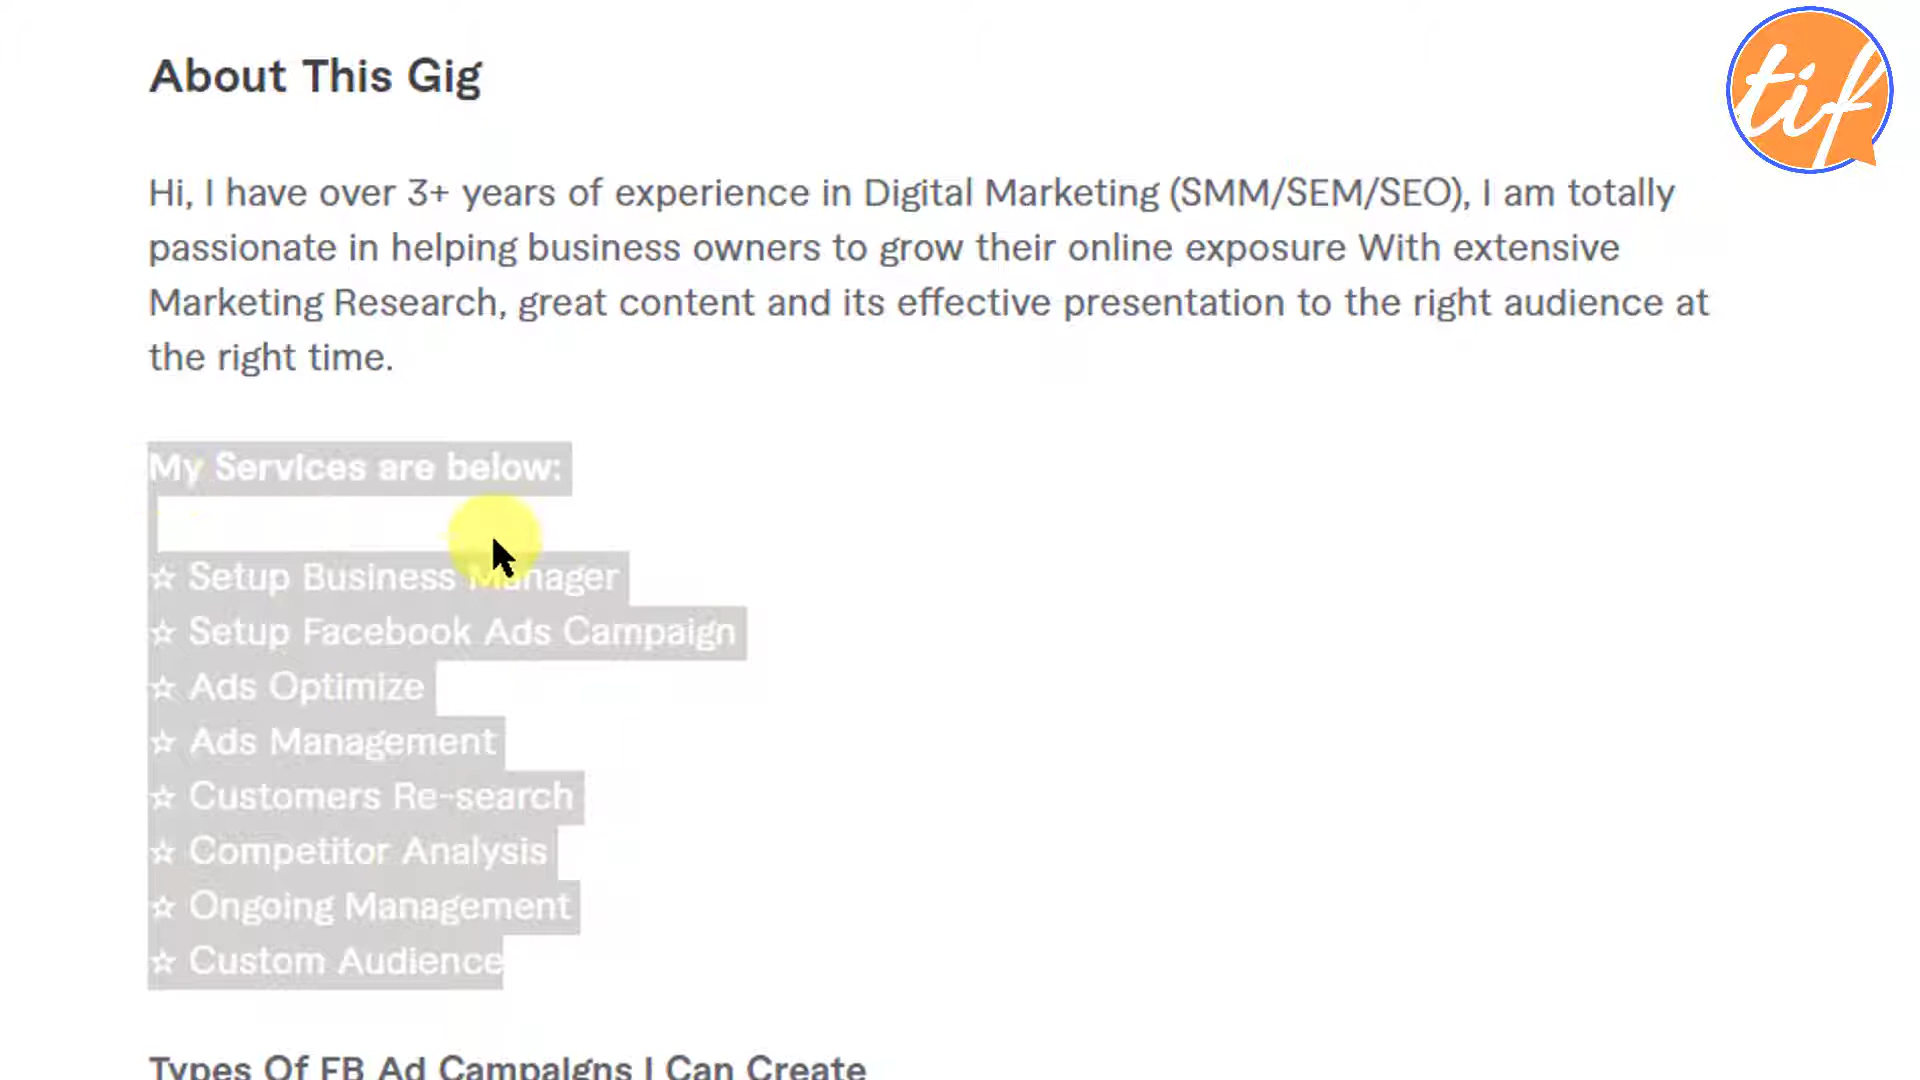 About This Gig
tif
Hi, I have over 3+ years of experience in Digital Marketing (SMM/SEM/SEO), I am totally
passionate in helping business owners to grow their online exposure With extensive
Marketing Research, great content and its effective presentation to the right audience at
the right time.
My Services are below:
☆ Setup Business Manager
☆ Setup Facebook Ads Campaign
☆ Ads Optimize
☆ Ads Management
☆ Customers Re-search
☆ Competitor Analysis
☆ Ongoing Management
☆ Custom Audience
Types Of FB Ad Campaigns I Can Create